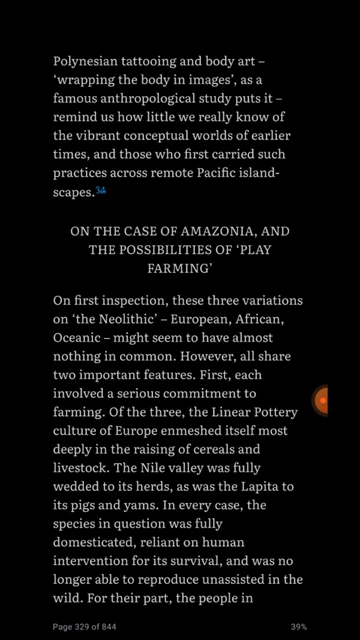 Polynesian tattooing and body art –
‘wrapping the body in images’, as a
famous anthropological study puts it –
remind us how little we really know of
the vibrant conceptual worlds of earlier
times, and those who first carried such
practices across remote Pacific island-
scapes.34
ON THE CASE OF AMAZONIA, AND
THE POSSIBILITIES OF ‘PLAY
FARMING’
On first inspection, these three variations
on ‘the Neolithic’ – European, African,
Oceanic – might seem to have almost
nothing in common. However, all share
two important features. First, each
involved a serious commitment to
farming. Of the three, the Linear Pottery
culture of Europe enmeshed itself most
deeply in the raising of cereals and
livestock. The Nile valley was fully
wedded to its herds, as was the Lapita to
its pigs and yams. In every case, the
species in question was fully
domesticated, reliant on human
intervention for its survival, and was no
longer able to reproduce unassisted in the
wild. For their part, the people in
Page 329 of 844
39%